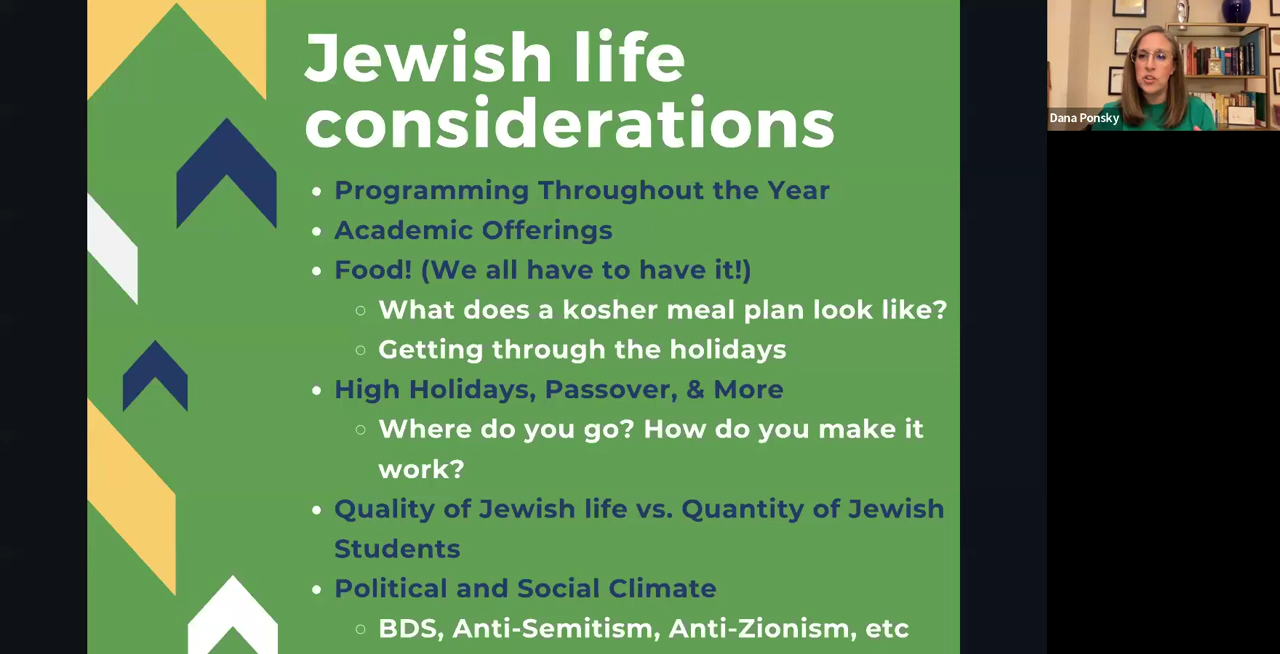 Jewish life
considerations
Programming Throughout the Year
Academic Offerings
Food! (We all have to have it!)
What does a kosher meal plan look like?
Getting through the holidays
High Holidays, Passover, & More
Where do you go? How do you make it
work?
Quality of Jewish life vs. Quantity of Jewish
Students
Political and Social Climate
BDS, Anti-Semitism, Anti-Zionism, etc
Dana Ponsky